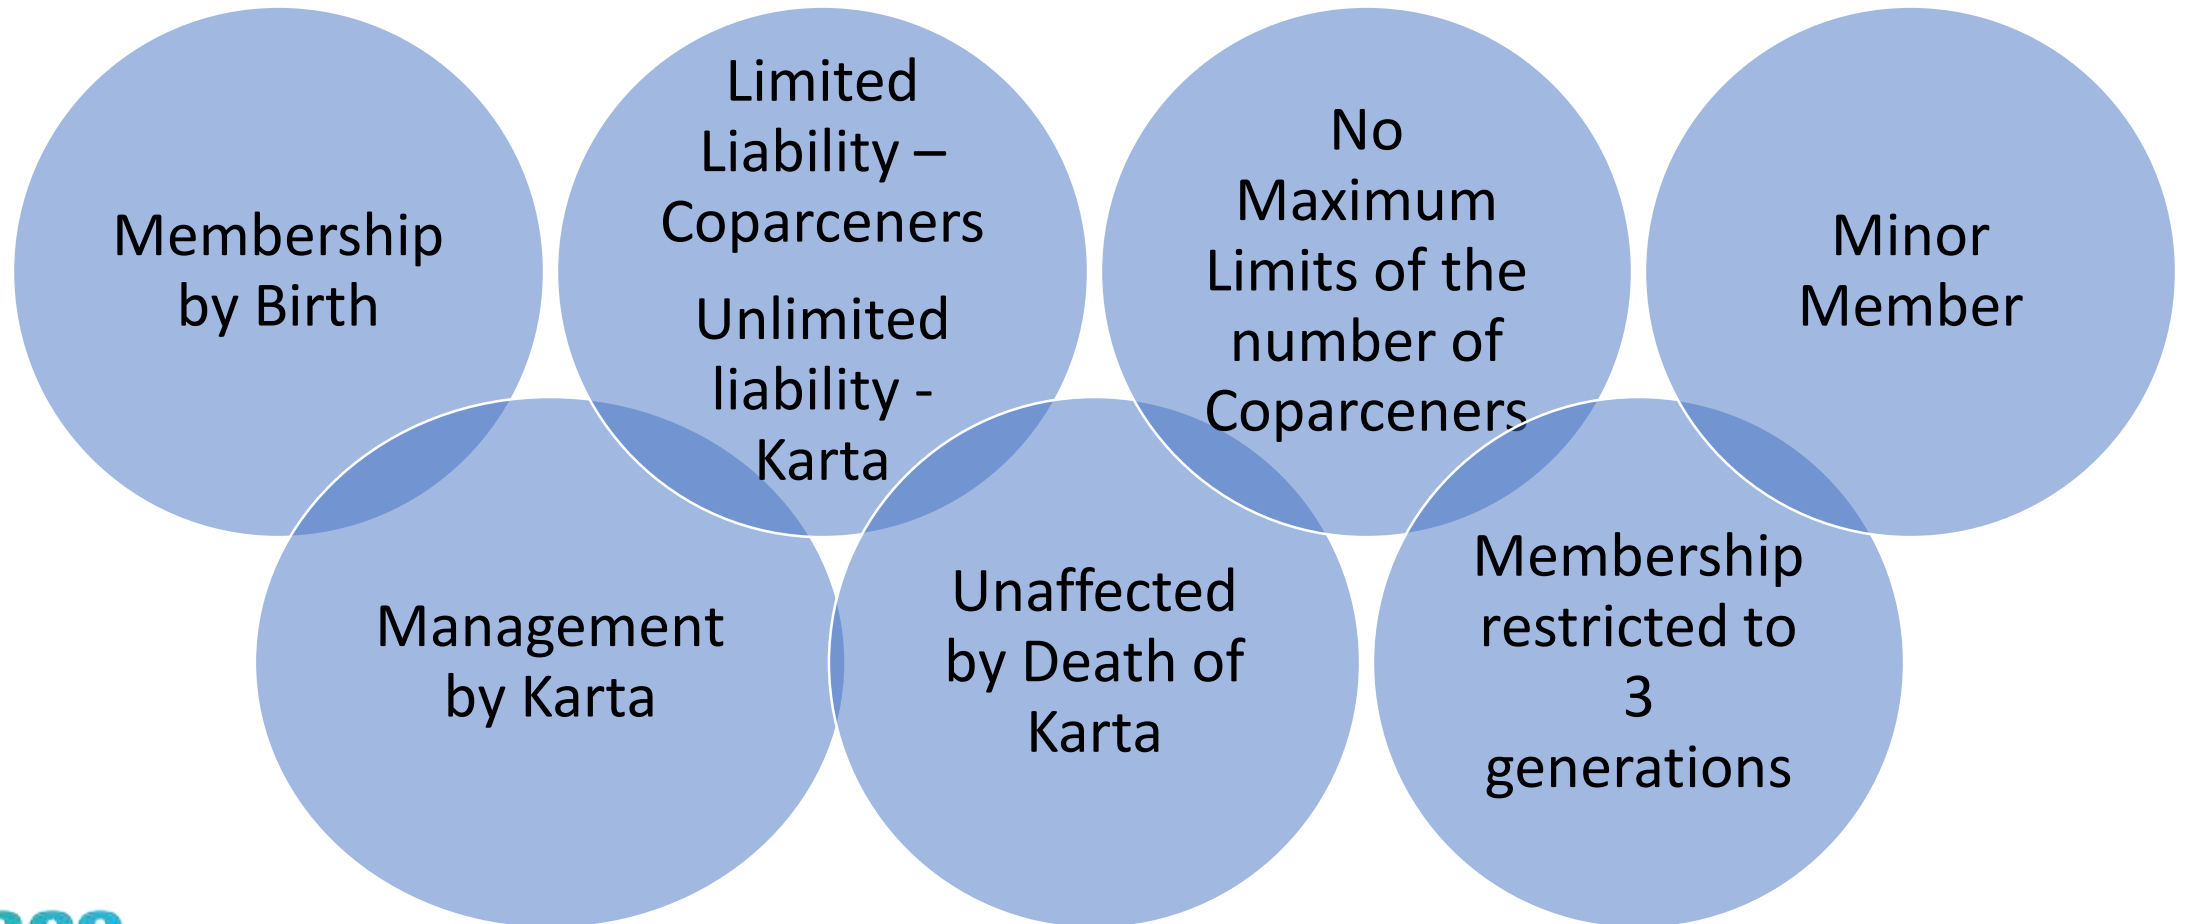 Membership
by Birth
Limited
Liability –
Coparceners
Unlimited
liability -
Karta
No
Maximum
Limits of the
number of
Coparceners
Minor
Member
Management
by Karta
Unaffected
by Death of
Karta
Membership
restricted to
3
generations